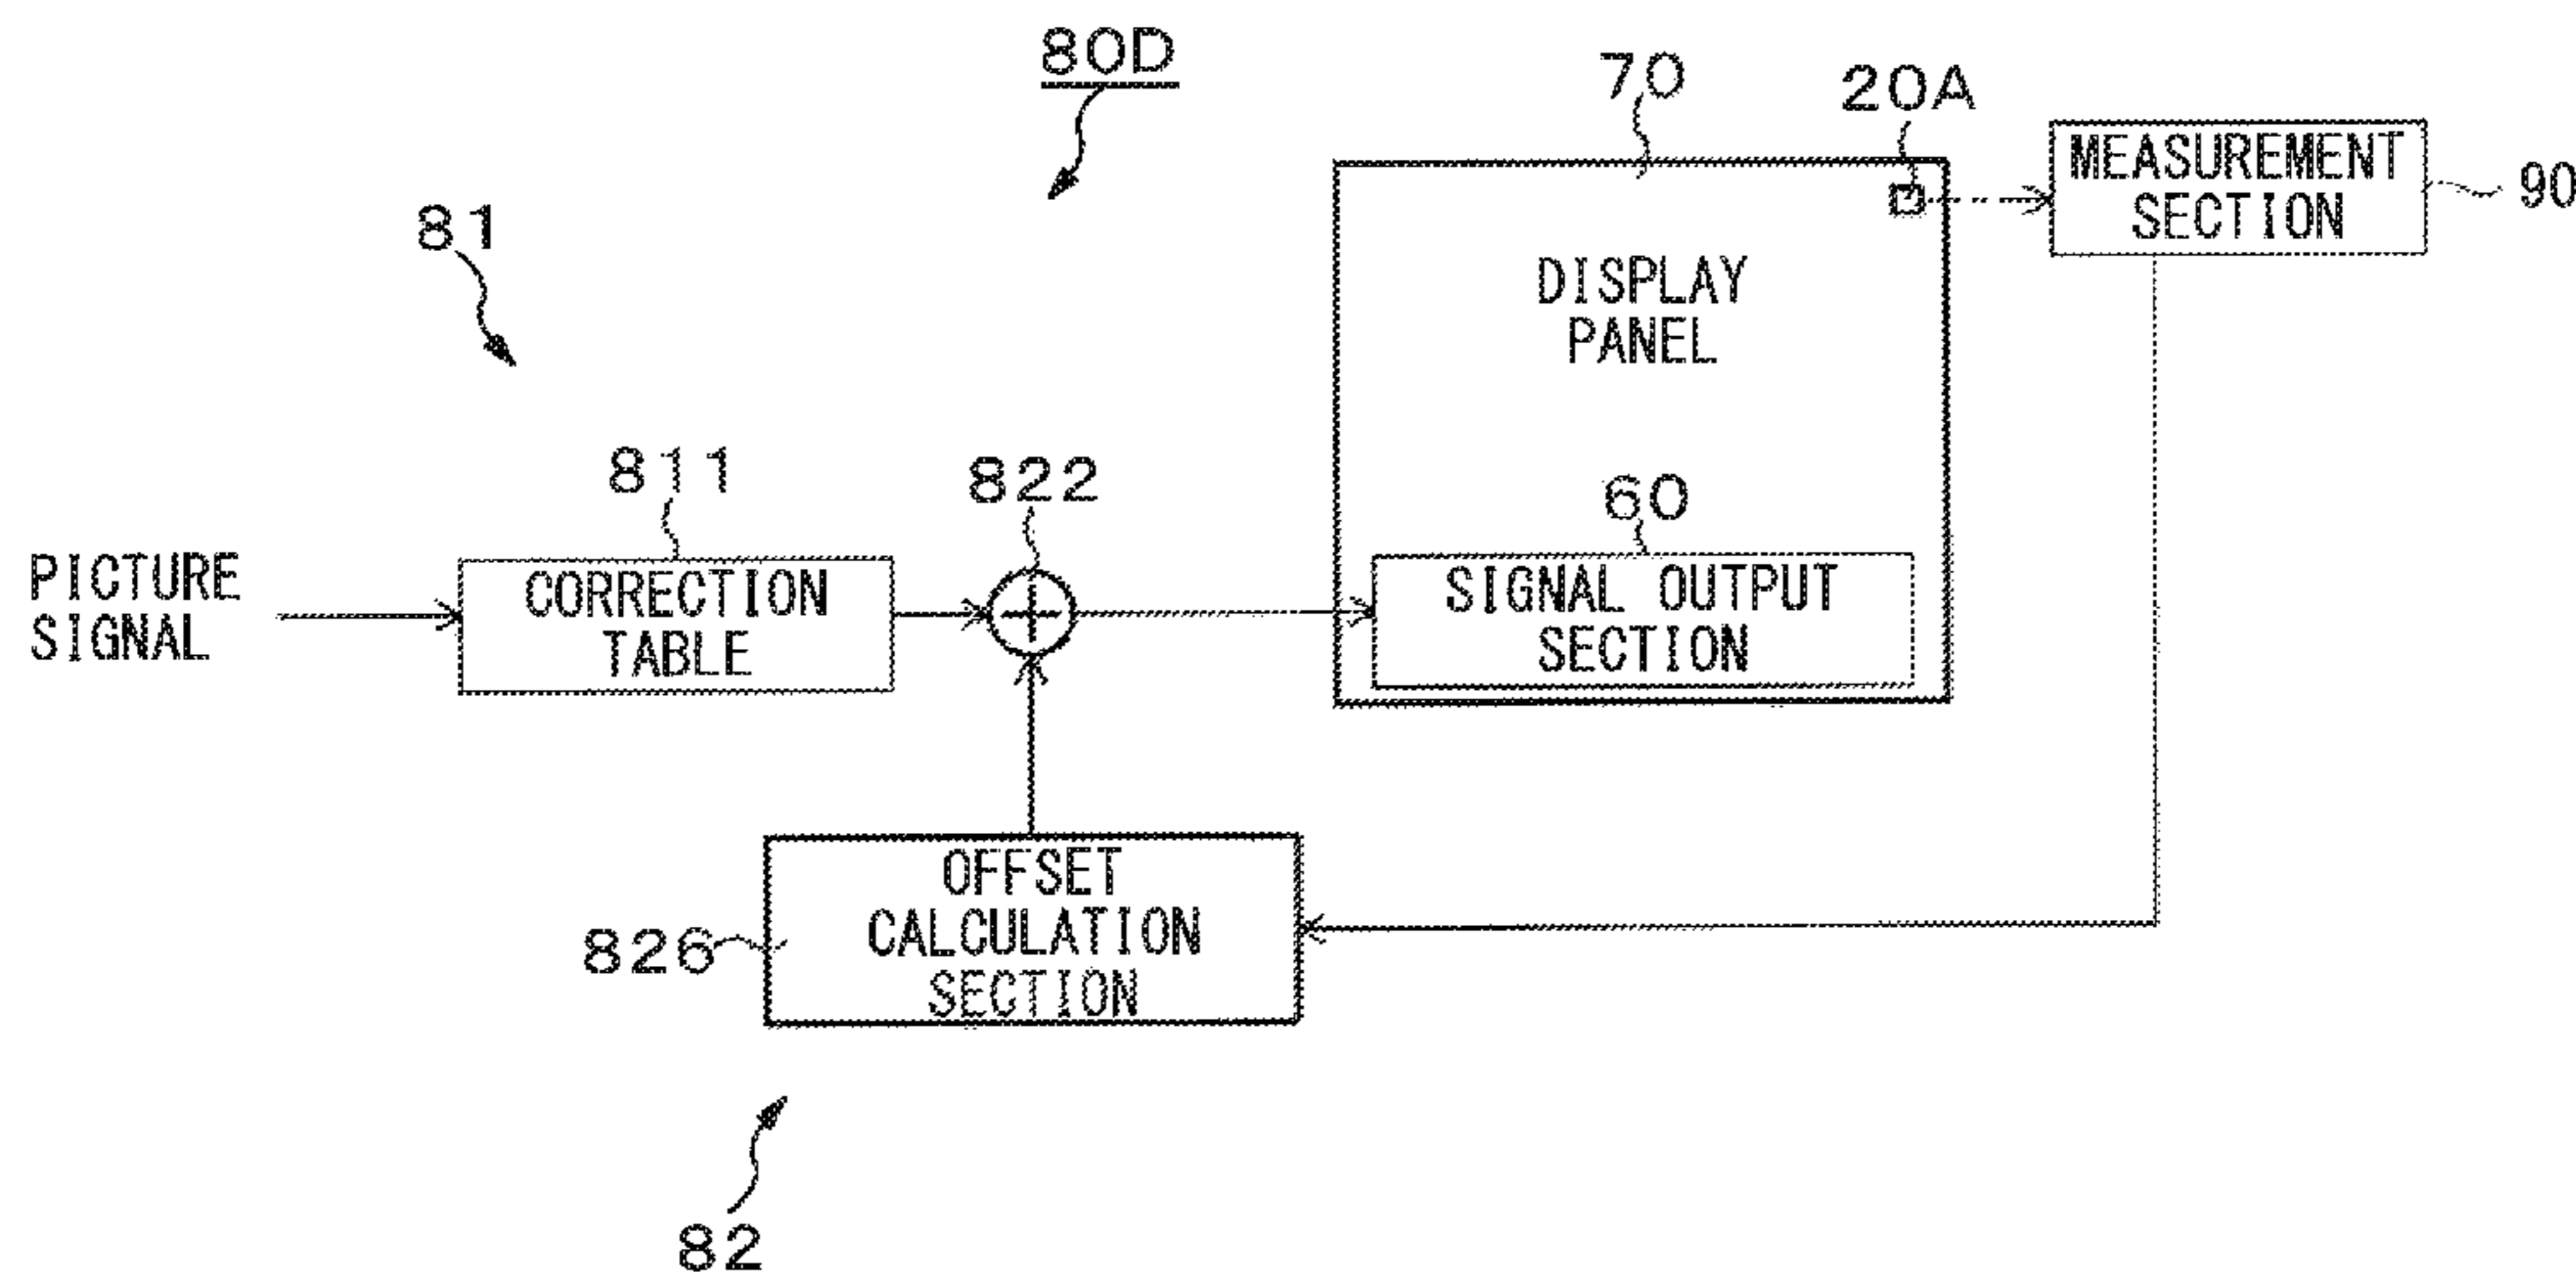 80D
70
20A
MEASUREMENT
SECTION
90
81
DISPLAY
PANEL
811
822
60
PICTURE
SIGNAL
CORRECTION
TABLE
SIGNAL OUTPUT
SECTION
OFFSET
CALCULATION
SECTION
826
82